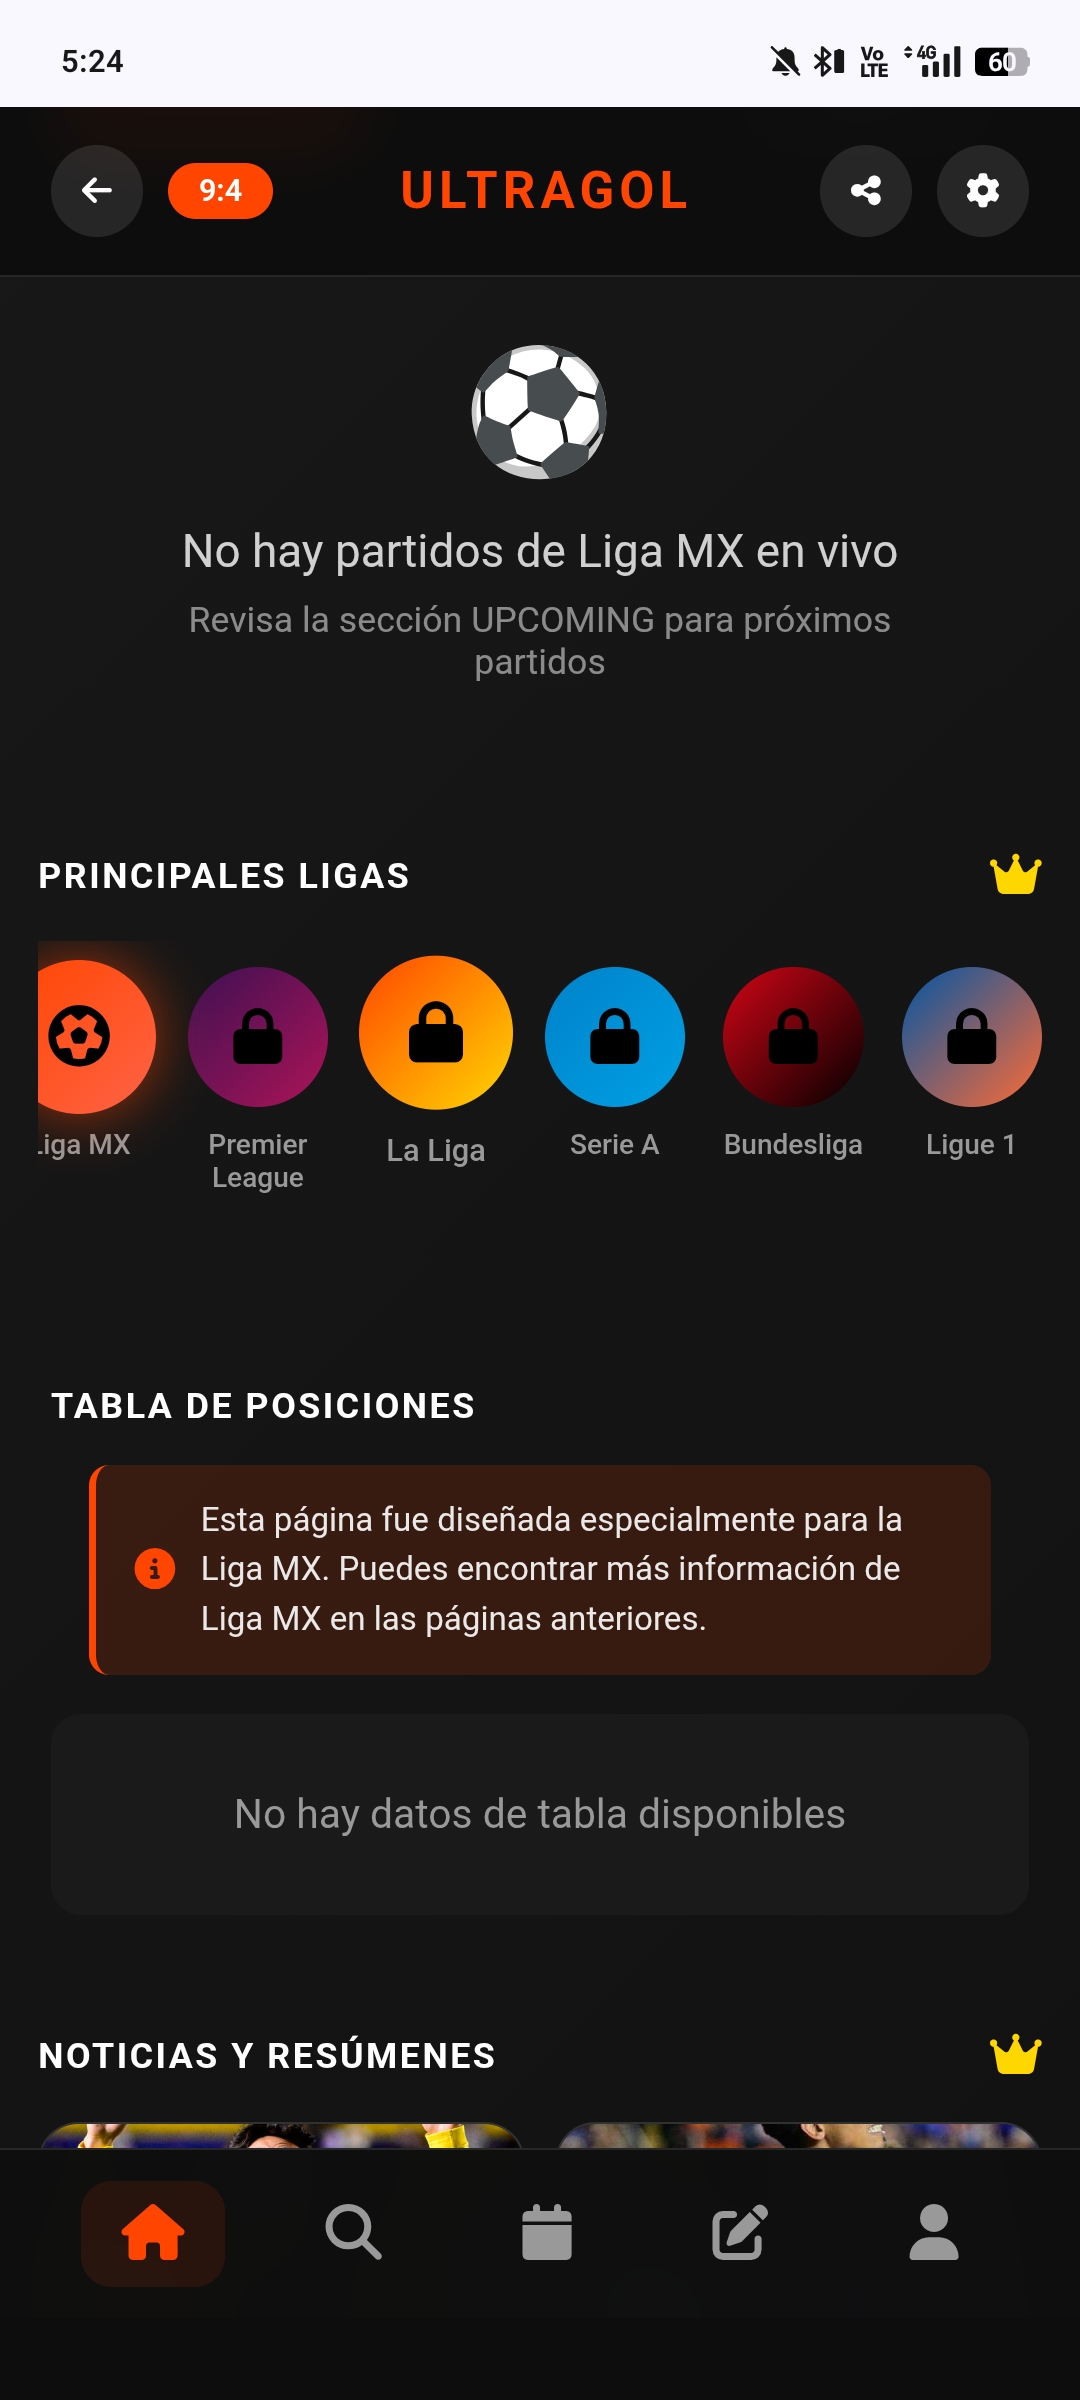 5:24
Vo
LTE
4G
60
9:4
ULTRAGOL
No hay partidos de Liga MX en vivo
Revisa la sección UPCOMING para próximos
partidos
PRINCIPALES LIGAS
Liga MX
Premier
League
La Liga
Serie A
Bundesliga
Ligue 1
TABLA DE POSICIONES
Esta página fue diseñada especialmente para la
Liga MX. Puedes encontrar más información de
Liga MX en las páginas anteriores.
No hay datos de tabla disponibles
NOTICIAS Y RESÚMENES